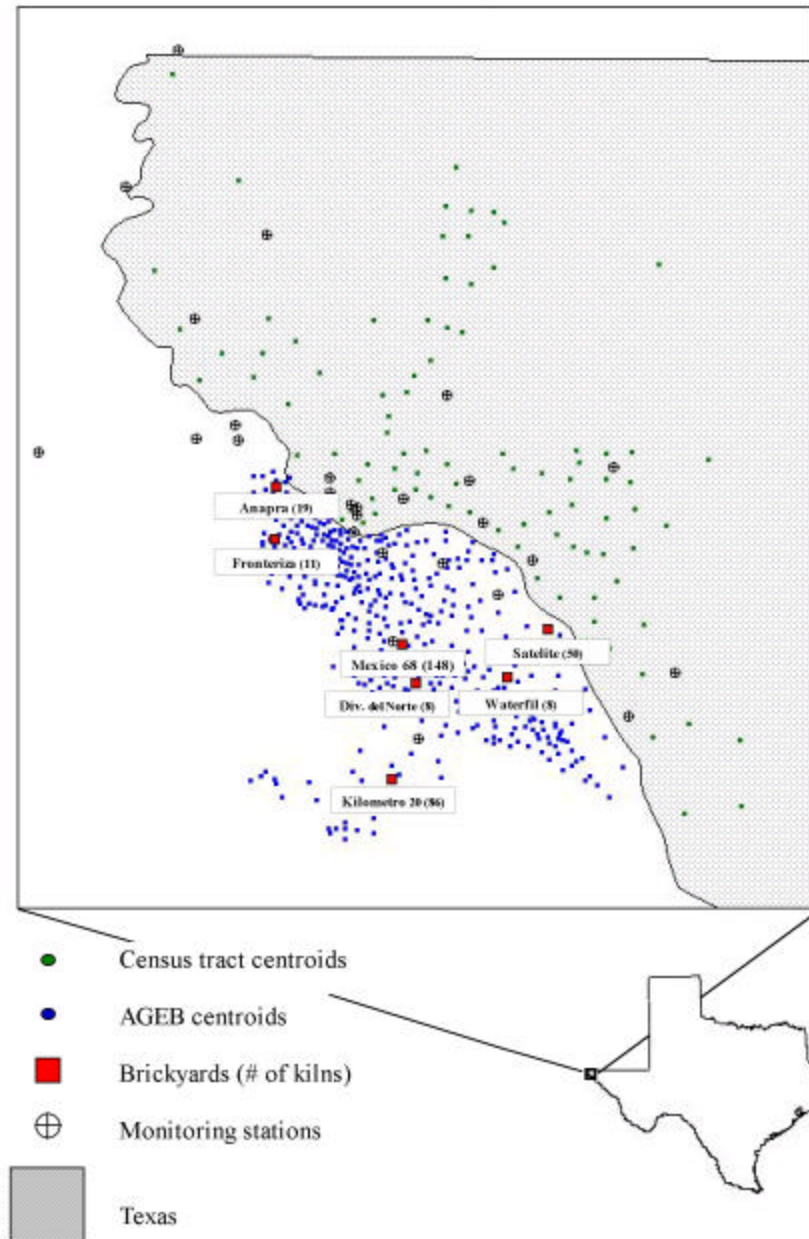 Anapra (19)
Fronteriza (11)
Satelite (50)
Mexico 68 (148)
Div. del Norte (8)
Waterfil (8)
Kilometro 20 (86)
Census tract centroids
AGEB centroids
Brickyards (# of kilns)
Monitoring stations
Texas